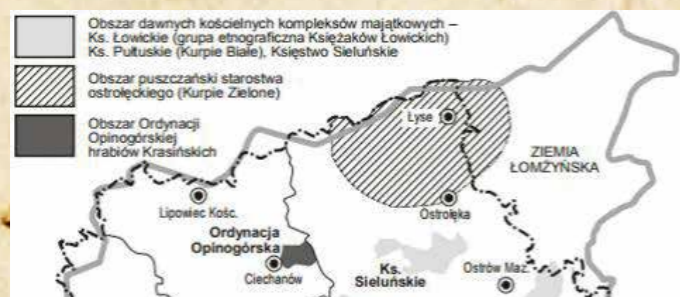 Obszar dawnych kościelnych kompleksów majątkowych –
Ks. Łowickie (grupa etnograficzna Księżaków Łowickich)
Ks. Pułtuskie (Kurpie Białe), Księstwo Sieluńskie
Obszar puszczański starostwa
ostrołęckiego (Kurpie Zielone)
Obszar Ordynacji
Opinogórskiej
hrabiów Krasińskich
Łyse
ZIEMIA
ŁOMŻYŃSKA
Lipowiec Kośc.
Ostrołęka
Ordynacja
Opinogórska
Ciechanów
Ks.
Sieluńskie
Ostrów Maz.